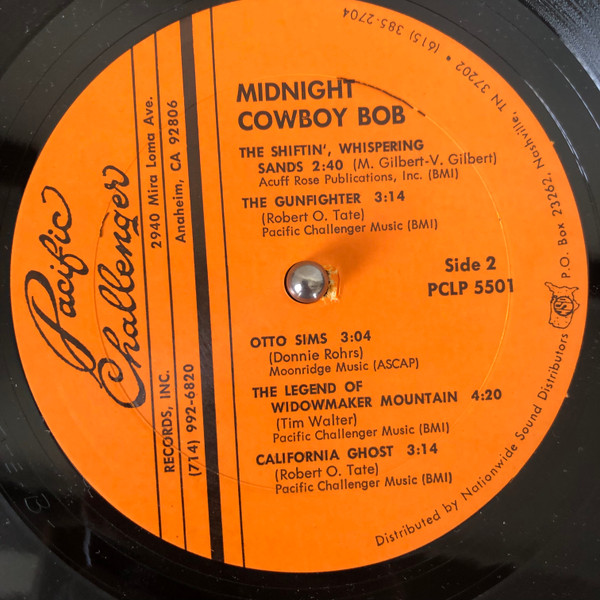 MIDNIGHT
COWBOY BOB
THE SHIFTIN', WHISPERING
SANDS 2:40 (M. Gilbert-V. Gilbert)
Acuff Rose Publications, Inc. (BMI)
THE GUNFIGHTER 3:14
(Robert O. Tate)
Pacific Challenger Music (BMI)
Side 2
PCLP 5501
OTTO SIMS 3:04
(Donnie Rohrs)
Moonridge Music (ASCAP)
THE LEGEND OF
WIDOWMAKER MOUNTAIN 4:20
(Tim Walter)
Pacific Challenger Music (BMI)
CALIFORNIA GHOST 3:14
(Robert O. Tate)
Pacific Challenger Music (BMI)
Pacific
Challenger
RECORDS, INC.
2940 Mira Loma Ave.
Anaheim, CA 92806
(714) 992-6820
Distributed by Nationwide Sound Distributors NSD P.O. Box 23262, Nashville, TN 37202 • (615) 385-2704